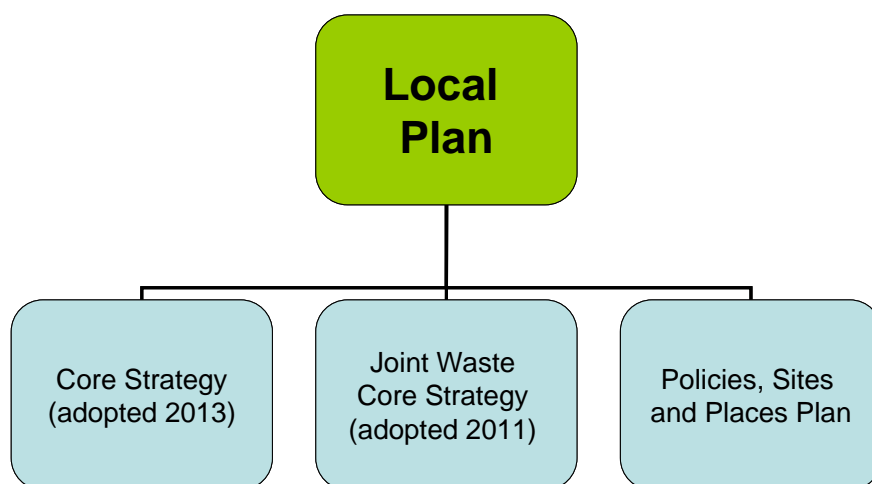 Local
Plan
Core Strategy
(adopted 2013)
Joint Waste
Core Strategy
(adopted 2011)
Policies, Sites
and Places Plan